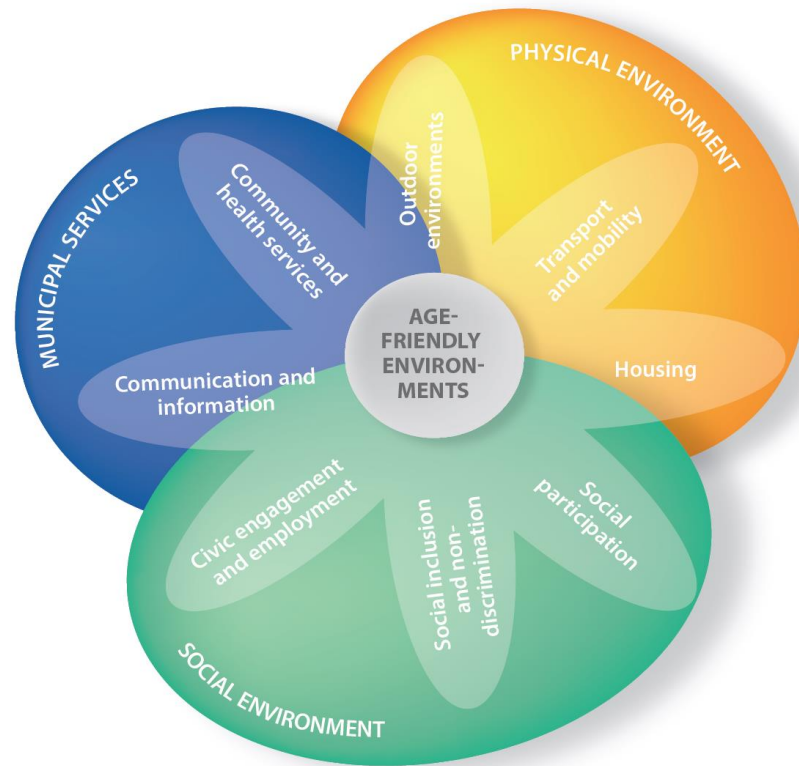 PHYSICAL ENVIRONMENT
Outdoor
environments
Transport
and mobility
Housing
MUNICIPAL SERVICES
Community and
health services
Communication and
information
AGE-
FRIENDLY
ENVIRON-
MENTS
Civic engagement
and employment
Social inclusion
and non-
discrimination
Social
participation
SOCIAL ENVIRONMENT